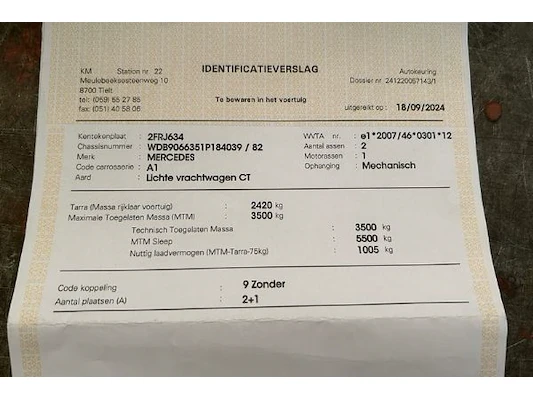 KM Station nr 22 IDENTIFICATIEVERSLAG Autokeuring
Meulebeeksesteenweg 10 Dossier nr 241220057143/1
8700 Tielt
tel: (051) 55 27 85 Te bewaren in het voertuig
fax: (051) 40 58 06 uitgereikt op : 18/09/2024
Kentekenplaat : 2FRJ634 WVTA nr. : e1*2007/46*0301*12
Chassisnummer : WDB9066351P184039 / 82 Aantal assen : 2
Merk : MERCEDES Motorassen : 1
Code carrosserie : A1 Ophanging : Mechanisch
Aard : Lichte vrachtwagen CT
Tarra (Massa rijklaar voertuig) : 2420 kg
Maximale Toegelaten Massa (MTM) : 3500 kg
Technisch Toegelaten Massa : 3500 kg
MTM Sleep : 5500 kg
Nuttig laadvermogen (MTM-Tarra-75kg) : 1005 kg
Code koppeling : 9 Zonder
Aantal plaatsen (A) : 2+1